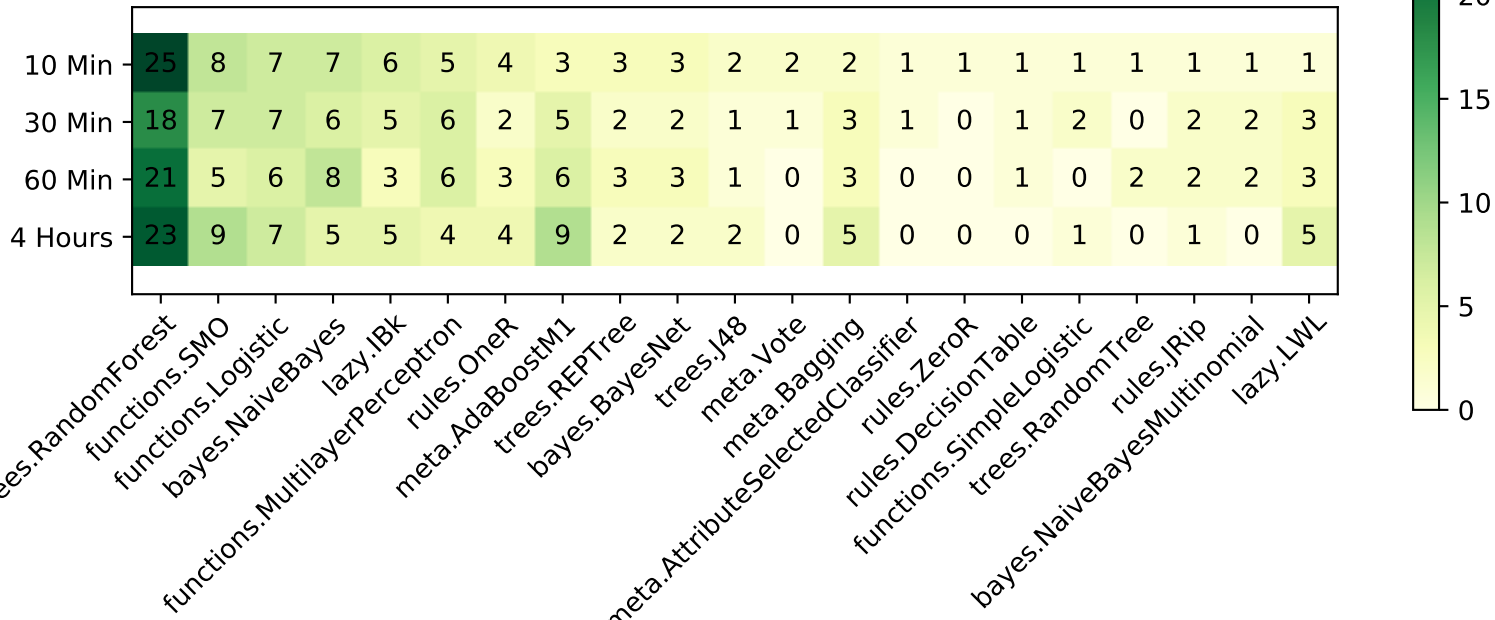 10 Min 25 8 7 7 6 5 4 3 3 3 2 2 2 1 1 1 1 1 1 1 1
30 Min 18 7 7 6 5 6 2 5 2 2 1 1 3 1 0 1 2 0 2 2 3
60 Min 21 5 6 8 3 6 3 6 3 3 1 0 3 0 0 1 0 2 2 2 3
4 Hours 23 9 7 5 5 4 4 9 2 2 2 0 5 0 0 0 1 0 1 0 5
ees.RandomForest
functions.SMO
functions.Logistic
bayes.NaiveBayes
lazy.IBk
functions.MultilayerPerceptron
rules.OneR
meta.AdaBoostM1
trees.REPTree
bayes.BayesNet
trees.J48
meta.Vote
meta.Bagging
meta.AttributeSelectedClassifier
rules.ZeroR
rules.DecisionTable
functions.SimpleLogistic
trees.RandomTree
rules.JRip
bayes.NaiveBayesMultinomial
lazy.LWL
20
15
10
5
0